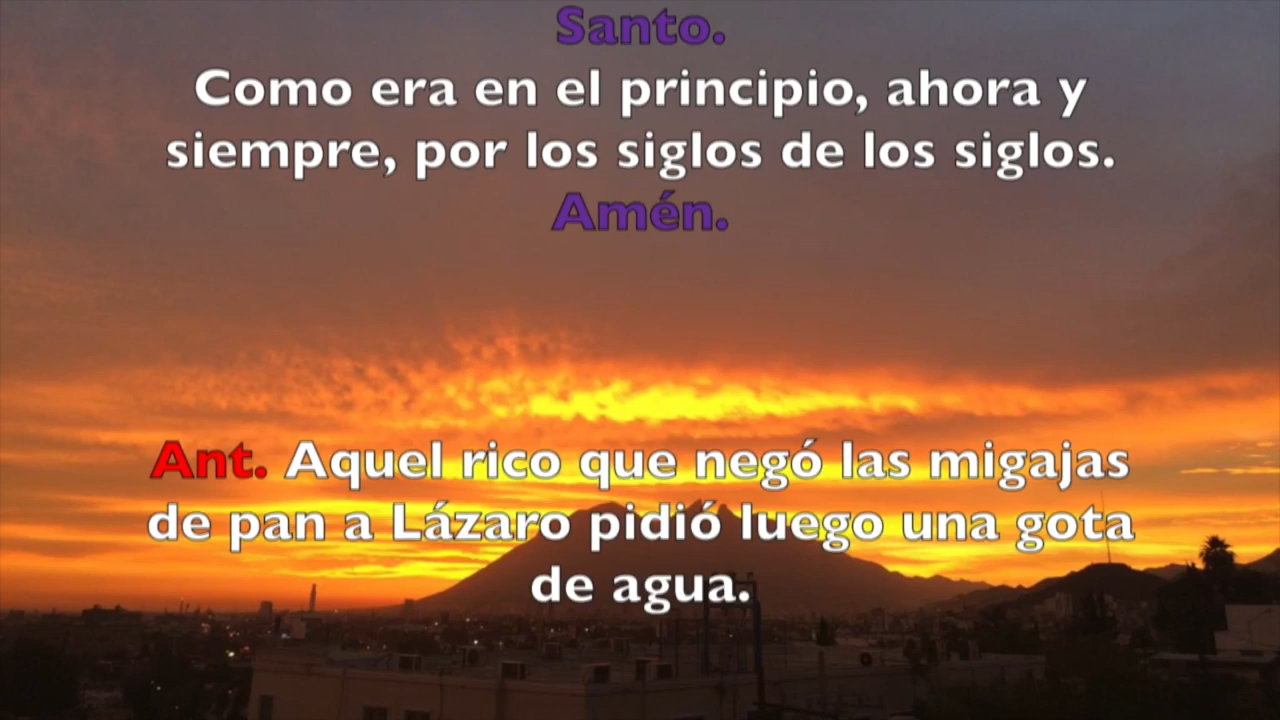 Santo.
Como era en el principio, ahora y
siempre, por los siglos de los siglos.
Amén.
Ant. Aquel rico que negó las migajas
de pan a Lázaro pidió luego una gota
de agua.